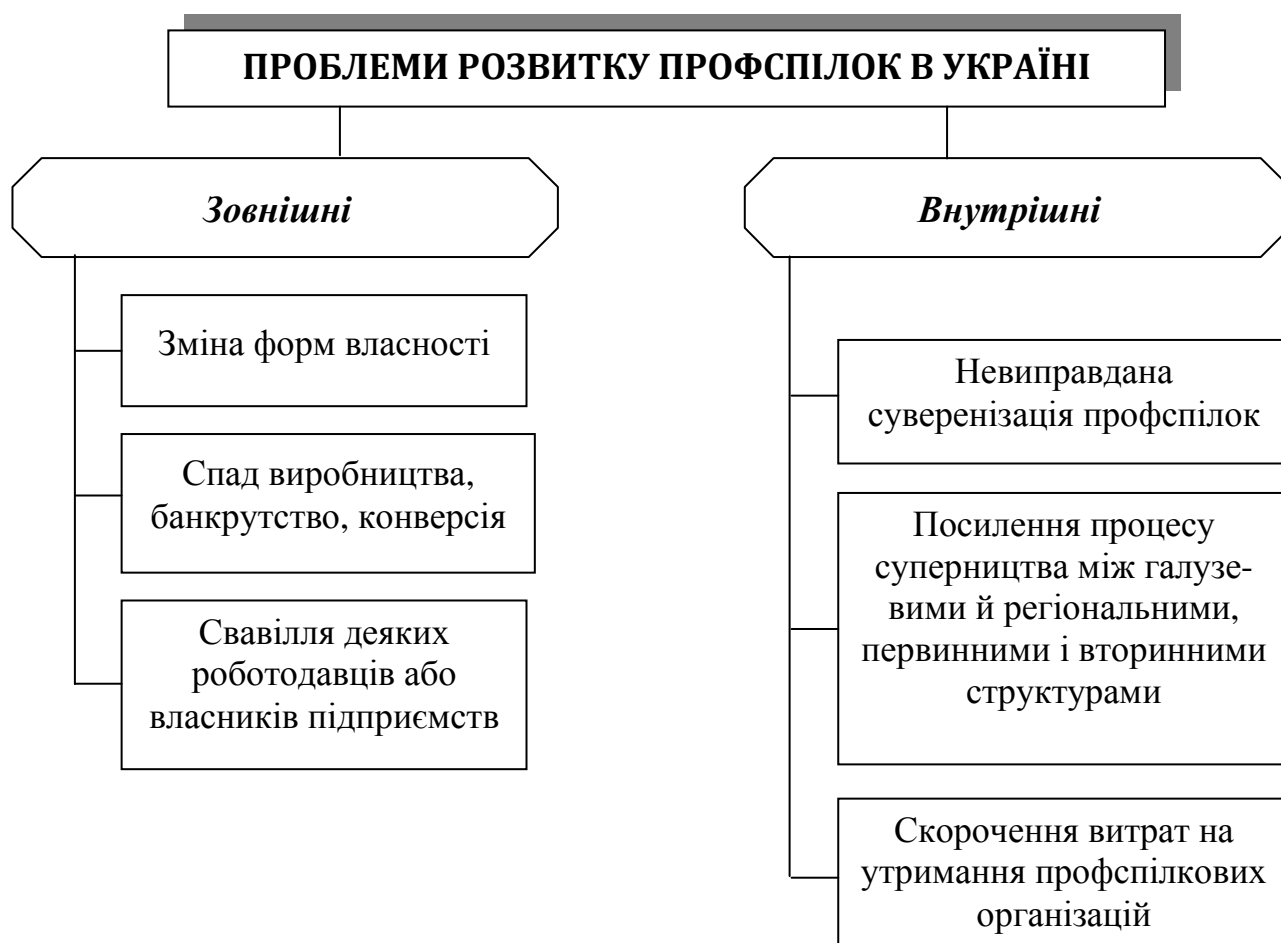 ПРОБЛЕМИ РОЗВИТКУ ПРОФСПІЛОК В УКРАЇНІ
Зовнішні
Зміна форм власності
Спад виробництва,
банкрутство, конверсія
Свавілля деяких
роботодавців або
власників підприємств
Внутрішні
Невиправдана
суверенізація профспілок
Посилення процесу
суперництва між галузе-
вими й регіональними,
первинними і вторинними
структурами
Скорочення витрат на
утримання профспілкових
організацій